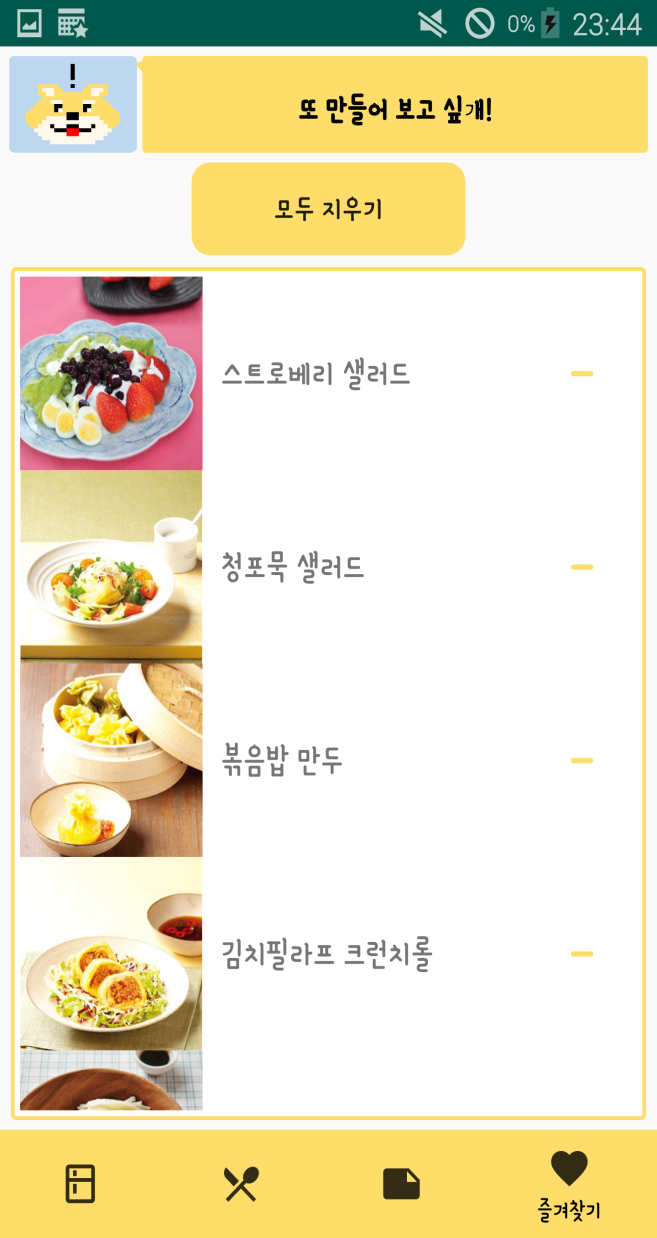 0% 23:44
!
또 만들어 보고 싶개!
모두 지우기
스트로베리 샐러드
청포묵 샐러드
볶음밥 만두
김치필라프 크런치롤
즐겨찾기